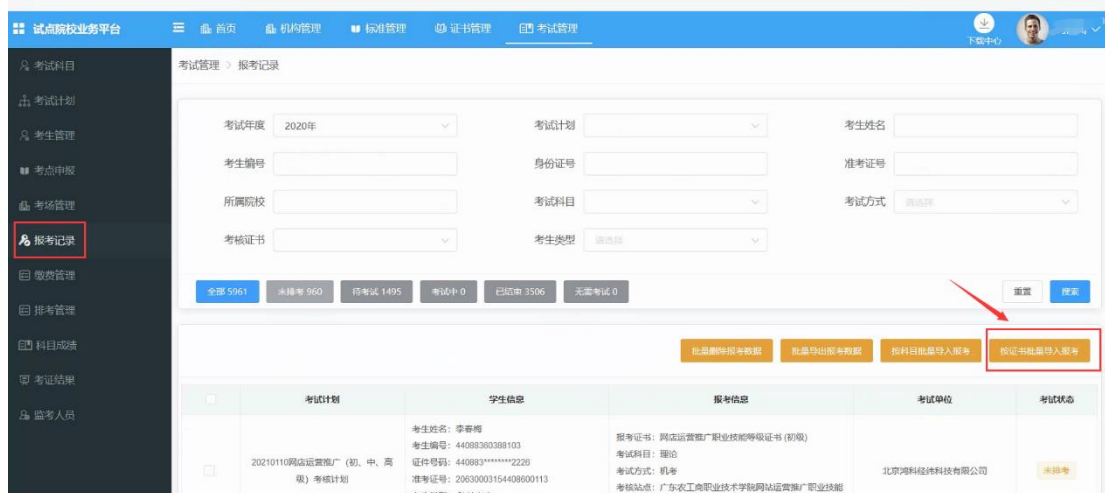 试点院校业务平台 首页 机构管理 标准管理 证书管理 考试管理 下载中心
考试科目
考试计划
考生管理
考点申报
考场管理
报考记录
缴费管理
排考管理
科目成绩
考证结果
监考人员
考试管理 > 报考记录
考试年度 2020年 考试计划 考生姓名
考生编号 身份证号 准考证号
所属院校 考试科目 考试方式 请选择
考核证书 考生类型 请选择
全部 5961 未排考 960 待考试 1495 考试中 0 已结束 3506 无需考试 0 重置 搜索
批量删除报考数据 批量导出报考数据 按科目批量导入报考 按证书批量导入报考
考试计划 学生信息 报考信息 考试单位 考试状态
20210110网店运营推广（初、中、高级）考核计划
考生姓名：李春梅
考生编号：44088360388103
证件号码：440883********2226
准考证号：20630003154408600113
报考证书：网店运营推广职业技能等级证书 (初级)
考试科目：理论
考试方式：机考
考核站点：广东农工商职业技术学院网站运营推广职业技能
北京鸿科经纬科技有限公司
未排考